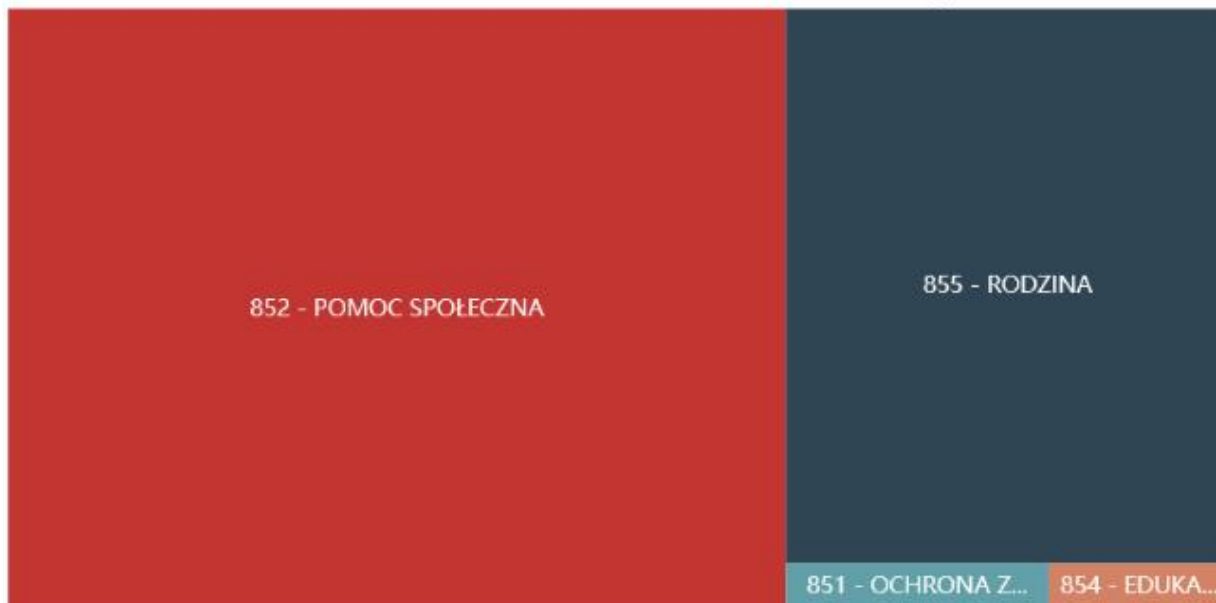 852 - POMOC SPOŁECZNA
855 - RODZINA
851 - OCHRONA Z...
854 - EDUKA...